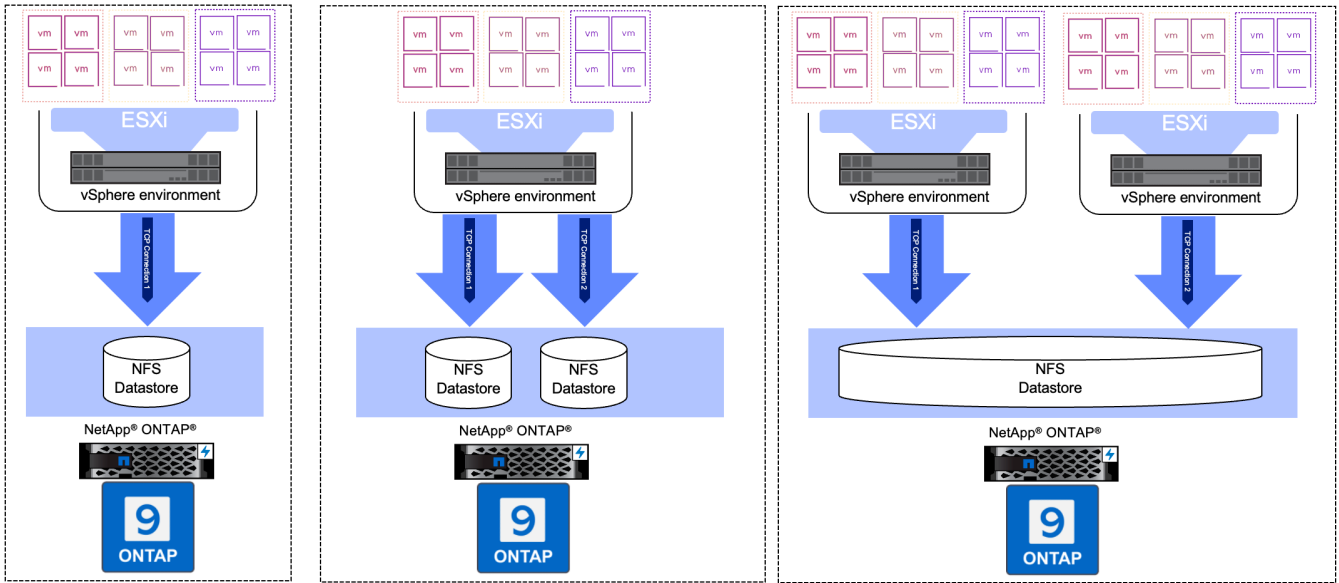 vm vm vm vm vm vm
vm vm vm vm vm vm
ESXi
vSphere environment
TCP Connection 1
NFS
Datastore
NetApp® ONTAP®
9
ONTAP
vm vm vm vm vm vm
vm vm vm vm vm vm
ESXi
vSphere environment
TCP Connection 1
TCP Connection 2
NFS
Datastore
NFS
Datastore
NetApp® ONTAP®
9
ONTAP
vm vm vm vm vm vm
vm vm vm vm vm vm
ESXi
vSphere environment
TCP Connection 1
vm vm vm vm vm vm
vm vm vm vm vm vm
ESXi
vSphere environment
TCP Connection 2
NFS
Datastore
NetApp® ONTAP®
9
ONTAP